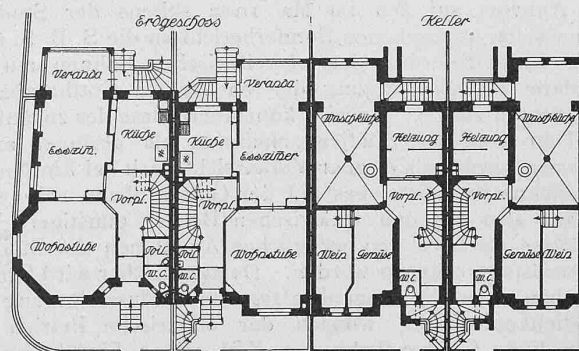 Erdgeschoss
Keller
Veranda
Veranda
Küche
Küche
Esszim.
Esszimmer
Waschküche
Waschküche
Heizung
Heizung
Vorpl.
Vorpl.
Vorpl.
Vorpl.
Wohnstube
Wohnstube
Toil.
Toil.
W.C.
W.C.
Wein
Gemüse
Gemüse
Wein
W.C.
W.C.